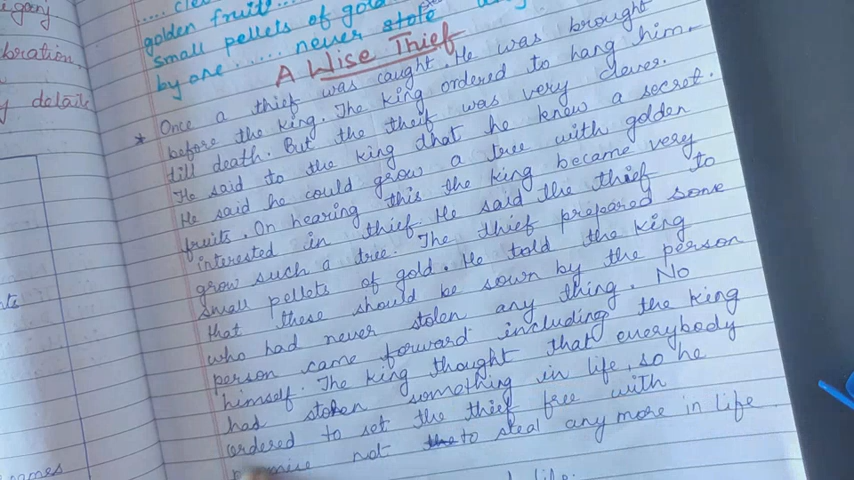 iganj
bration
y details
golden fruit
small pellets of gold
by one ..... never stole
A Wise Thief
* Once a thief was caught. He was brought
before the king. The king ordered to hang him
till death. But the theif was very clever.
He said to the king that he knew a secret.
He said he could grow a tree with golden
fruits. On hearing this the king became very
interested in thief. He said the thief to
grow such a tree. The thief prepared some
small pellets of gold. He told the king
that these should be sown by the person
who had never stolen any thing. No
person came forward including the king
himself. The king thought that everybody
had stolen something in life, so he
ordered to set the thief free with
not to steal any more in life
life.